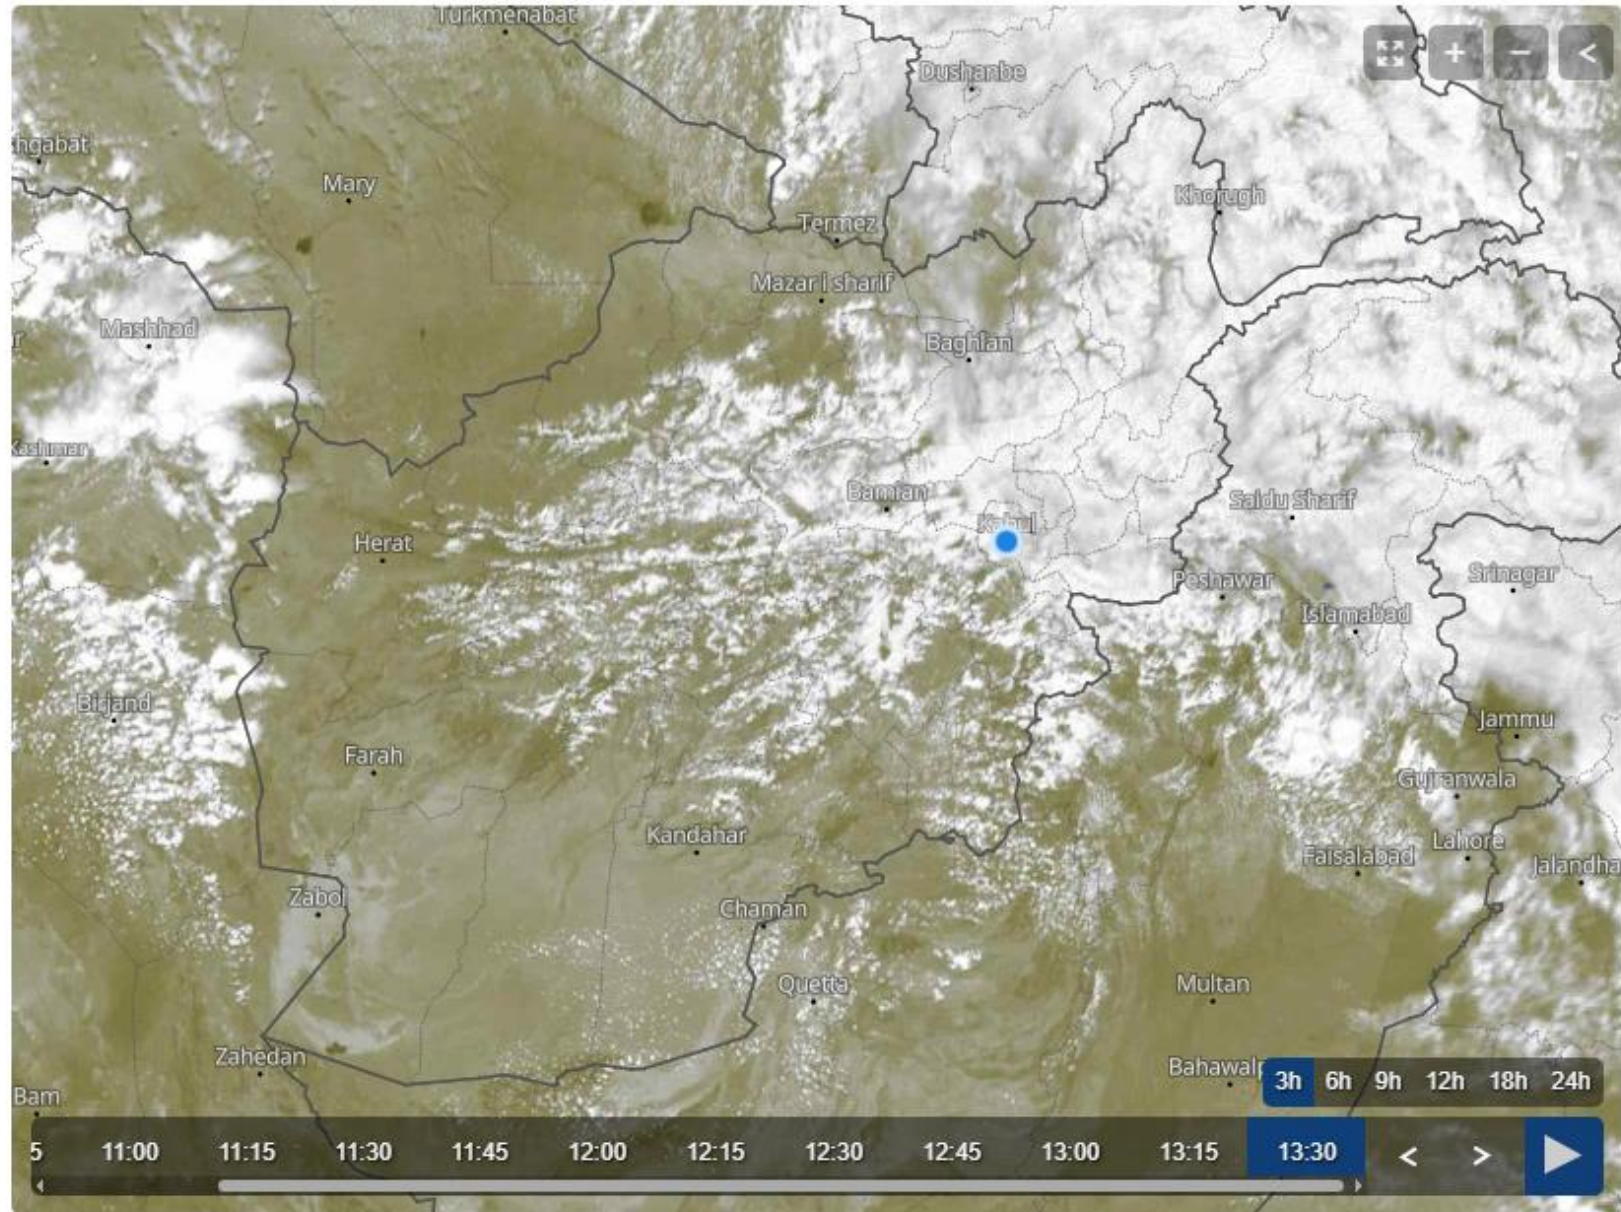 Turkmenabat
Dushanbe
+
−
<
hgabat
Mary
Khorugh
Termez
Mazar I sharif
Mashhad
r
Baghlan
Kashmar
Bamian
Saidu Sharif
Kabul
Herat
Peshawar
Srinagar
Islamabad
Birjand
Jammu
Farah
Gujranwala
Kandahar
Lahore
Faisalabad
Jalandha
Zabol
Chaman
Quetta
Multan
Zahedan
Bahawalp
3h 6h 9h 12h 18h 24h
Bam
5 11:00 11:15 11:30 11:45 12:00 12:15 12:30 12:45 13:00 13:15 13:30 < >